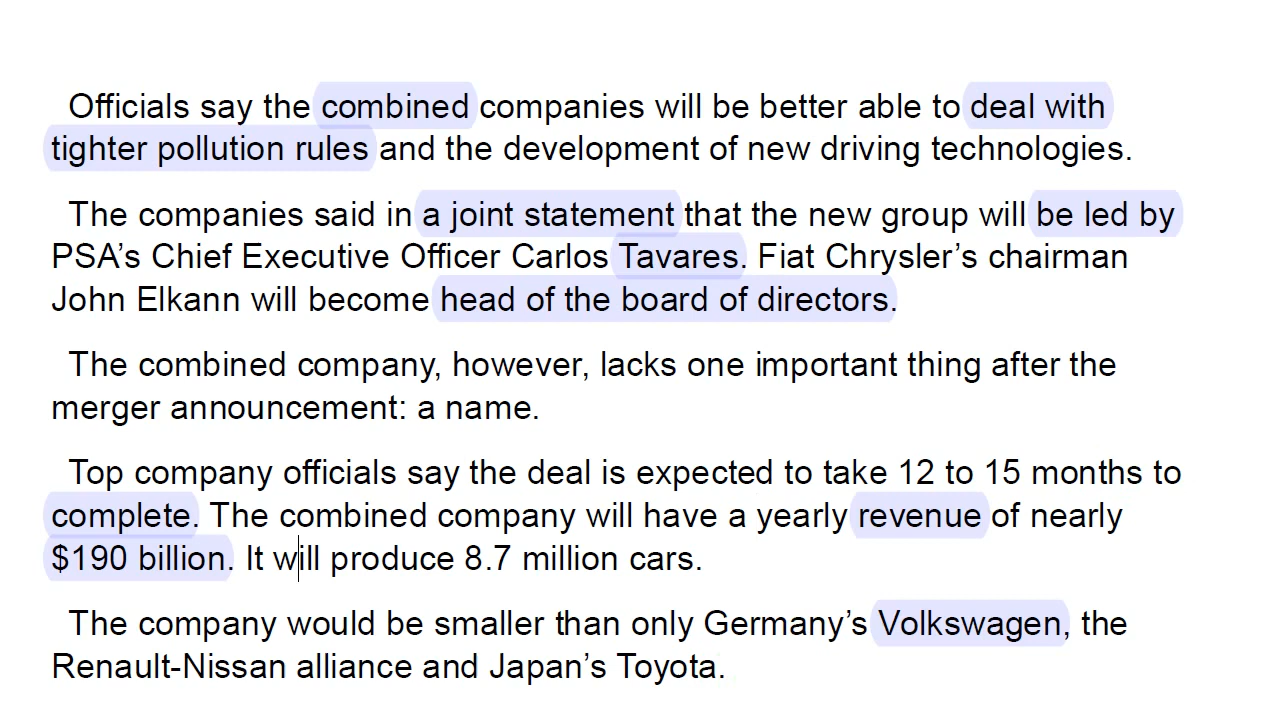 Officials say the combined companies will be better able to deal with
tighter pollution rules and the development of new driving technologies.
The companies said in a joint statement that the new group will be led by
PSA’s Chief Executive Officer Carlos Tavares. Fiat Chrysler’s chairman
John Elkann will become head of the board of directors.
The combined company, however, lacks one important thing after the
merger announcement: a name.
Top company officials say the deal is expected to take 12 to 15 months to
complete. The combined company will have a yearly revenue of nearly
$190 billion. It will produce 8.7 million cars.
The company would be smaller than only Germany’s Volkswagen, the
Renault-Nissan alliance and Japan’s Toyota.